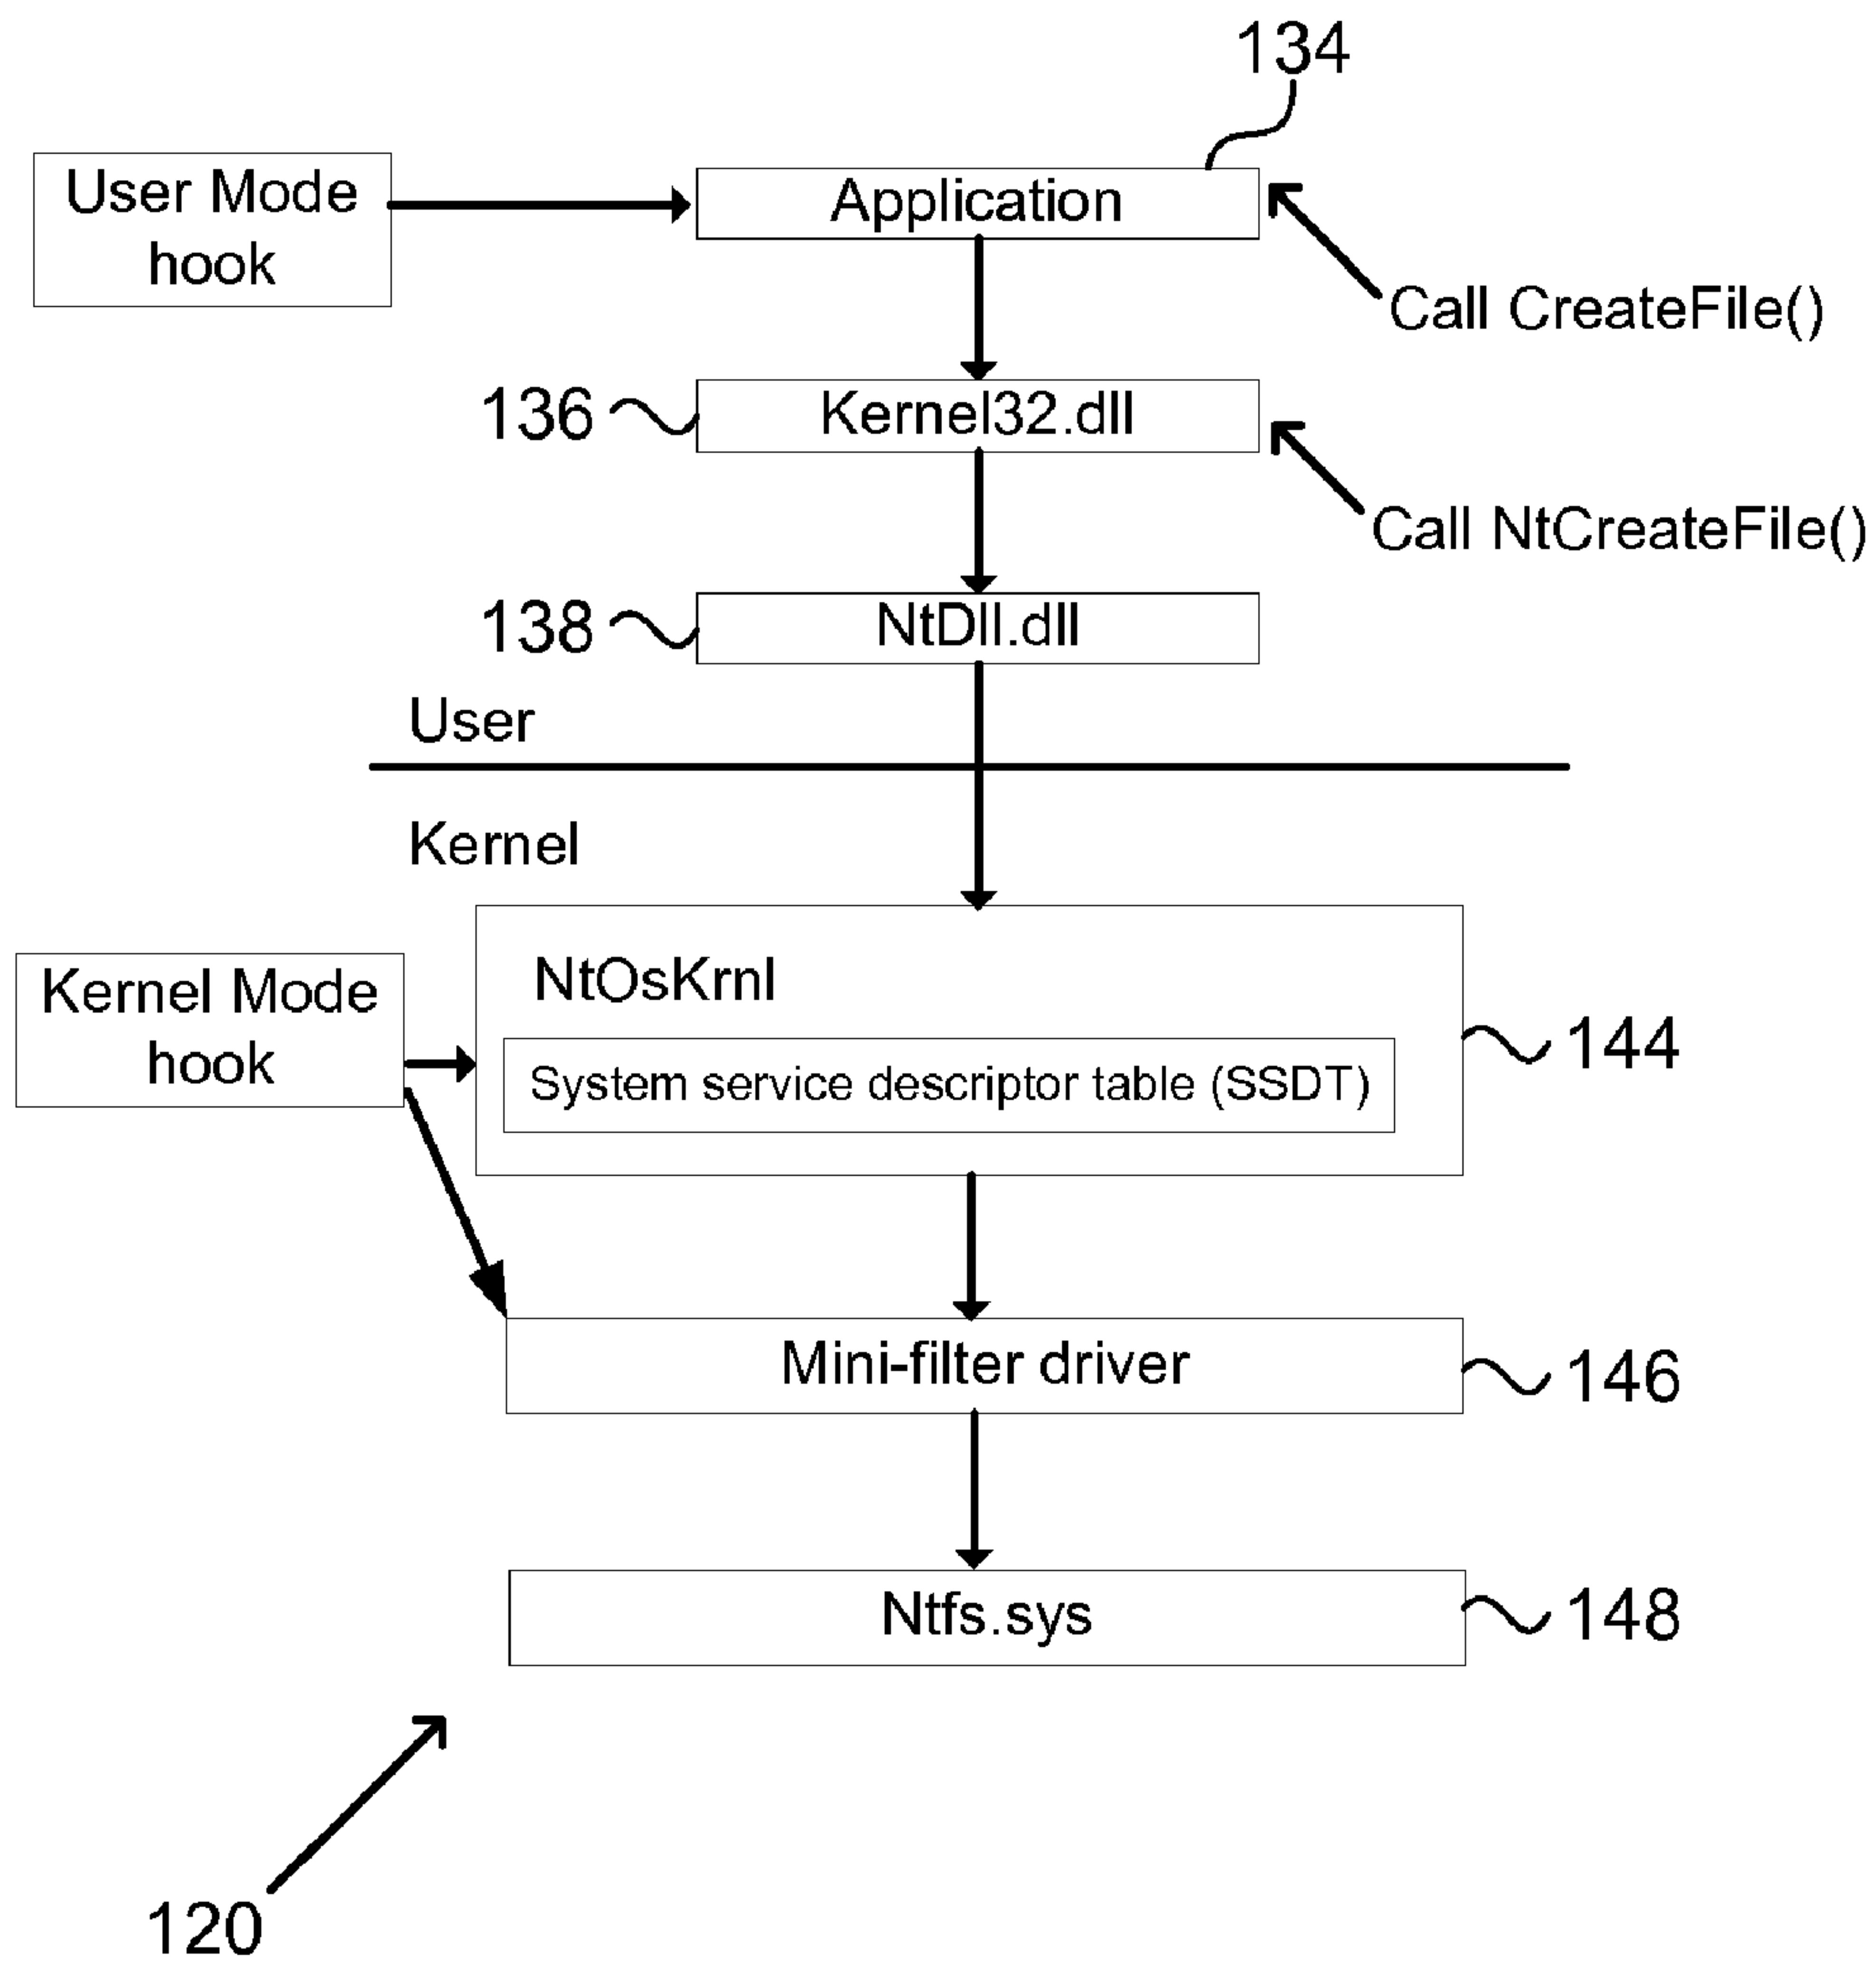 134
User Mode
hook
Application
Call CreateFile()
136
Kernel32.dll
Call NtCreateFile()
138
NtDll.dll
User
Kernel
NtOsKrnl
Kernel Mode
hook
System service descriptor table (SSDT)
144
Mini-filter driver
146
Ntfs.sys
148
120